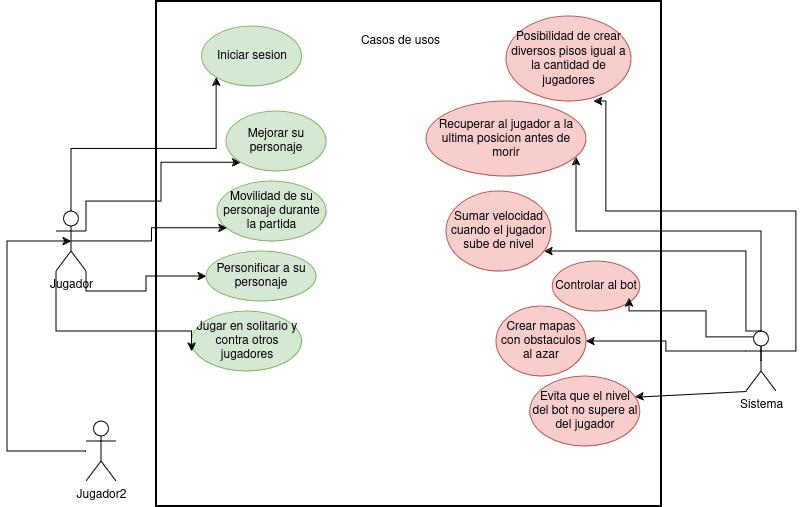 Casos de usos
Iniciar sesion
Mejorar su
personaje
Movilidad de su
personaje durante
la partida
Personificar a su
personaje
Jugar en solitario y
contra otros
jugadores
Posibilidad de crear
diversos pisos igual a
la cantidad de
jugadores
Recuperar al jugador a la
ultima posicion antes de
morir
Sumar velocidad
cuando el jugador
sube de nivel
Controlar al bot
Crear mapas
con obstaculos
al azar
Evita que el nivel
del bot no supere al
del jugador
Jugador
Jugador2
Sistema